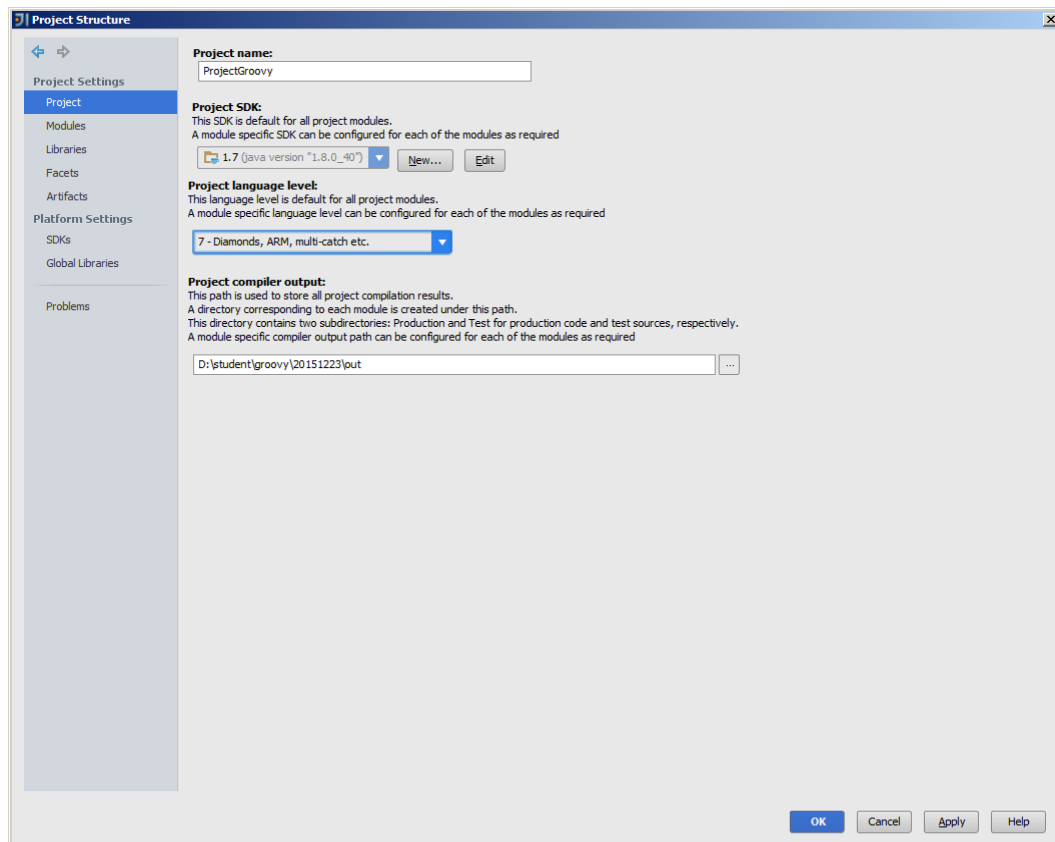 Project Structure
Project Settings
Project
Modules
Libraries
Facets
Artifacts
Platform Settings
SDKs
Global Libraries
Problems
Project name:
ProjectGroovy
Project SDK:
This SDK is default for all project modules.
A module specific SDK can be configured for each of the modules as required
1.7 (java version "1.8.0_40")
New...
Edit
Project language level:
This language level is default for all project modules.
A module specific language level can be configured for each of the modules as required
7 - Diamonds, ARM, multi-catch etc.
Project compiler output:
This path is used to store all project compilation results.
A directory corresponding to each module is created under this path.
This directory contains two subdirectories: Production and Test for production code and test sources, respectively.
A module specific compiler output path can be configured for each of the modules as required
D:\student\groovy\20151223\out
...
OK
Cancel
Apply
Help